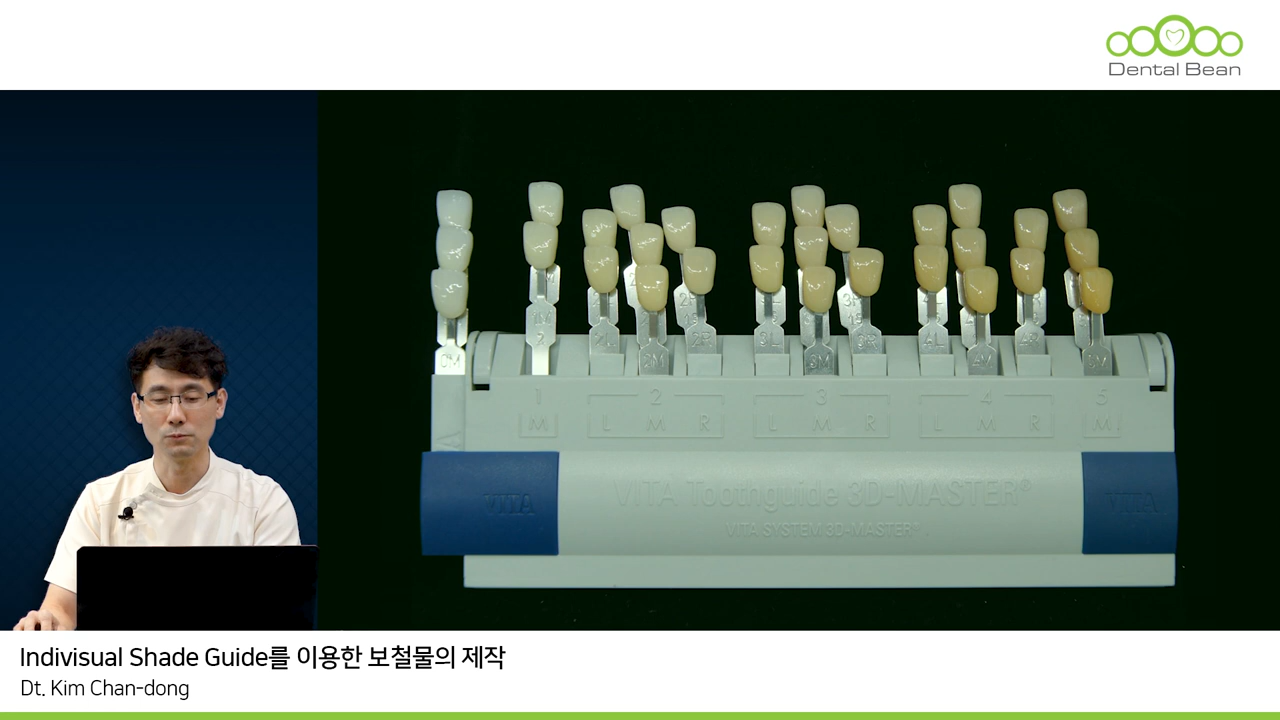 Dental Bean
0M
2L
2M
2R
3L
3M
3R
4L
4M
4R
5M
1 2 3 4 5
M L M R L M R L M R M
VITA VITA Toothguide 3D-MASTER® VITA
VITA SYSTEM 3D-MASTER®
Indivisual Shade Guide를 이용한 보철물의 제작
Dt. Kim Chan-dong